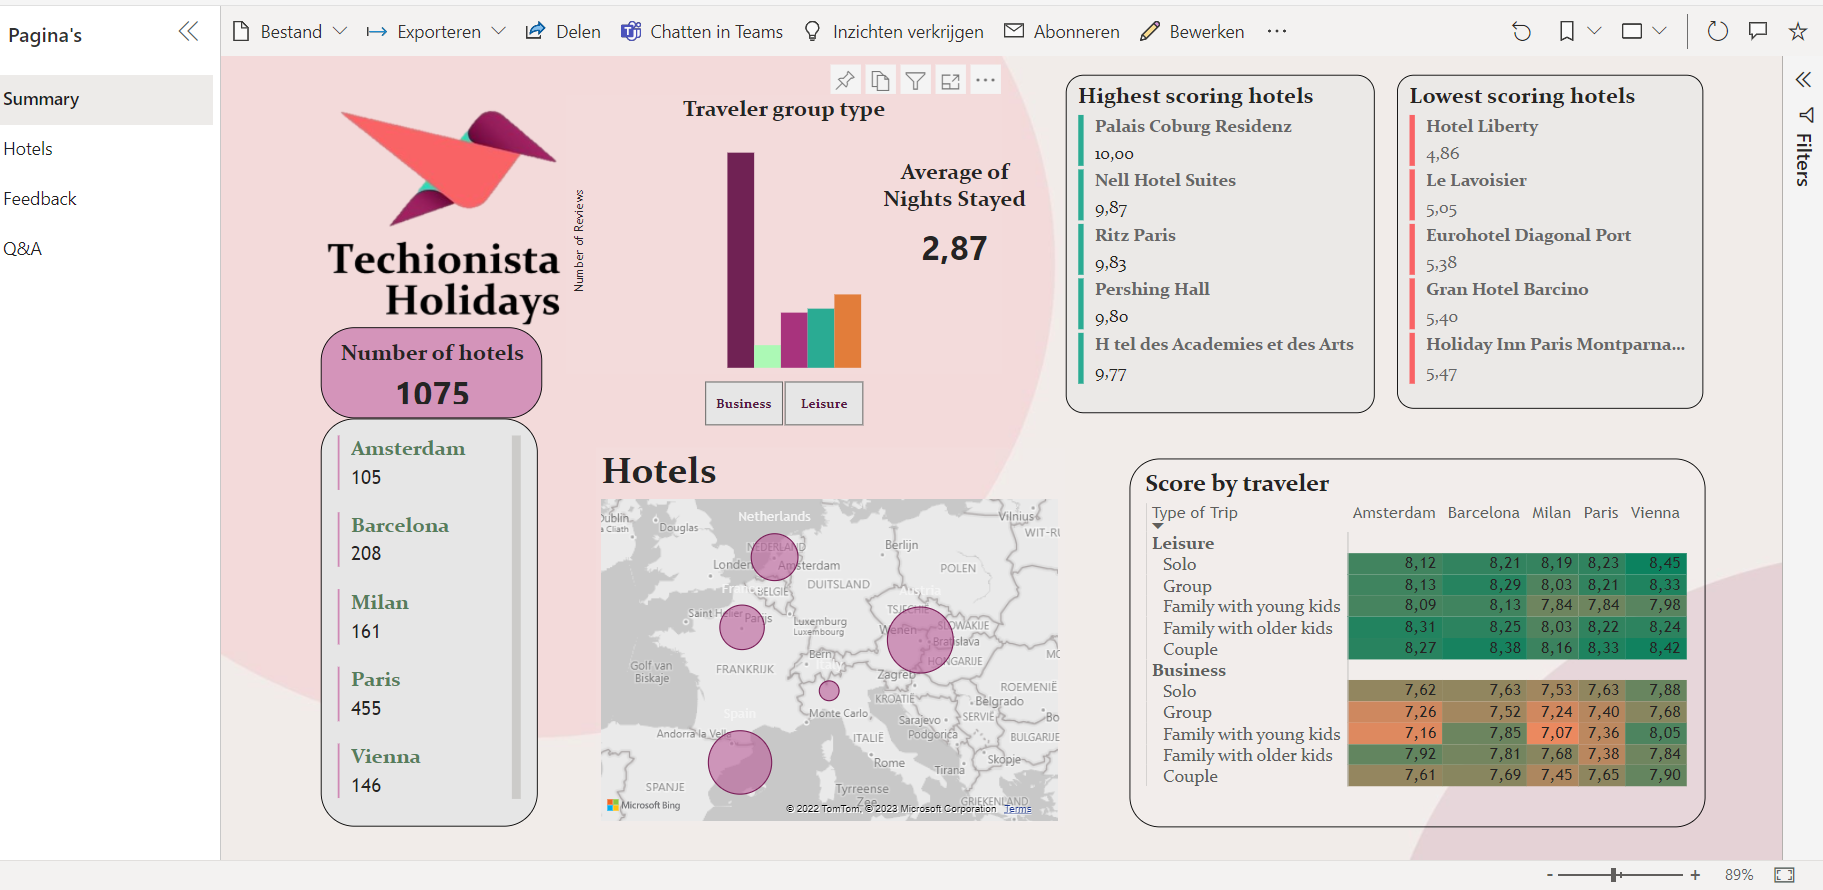 Pagina's
Summary
Hotels
Feedback
Q&A
Bestand
Exporteren
Delen
Chatten in Teams
Inzichten verkrijgen
Abonneren
Bewerken
Filters
Techionista
Holidays
Number of hotels
1075
Amsterdam
105
Barcelona
208
Milan
161
Paris
455
Vienna
146
Traveler group type
Number of Reviews
Average of
Nights Stayed
2,87
Business
Leisure
Highest scoring hotels
Palais Coburg Residenz
10,00
Nell Hotel Suites
9,87
Ritz Paris
9,83
Pershing Hall
9,80
H tel des Academies et des Arts
9,77
Lowest scoring hotels
Hotel Liberty
4,86
Le Lavoisier
5,05
Eurohotel Diagonal Port
5,38
Gran Hotel Barcino
5,40
Holiday Inn Paris Montparna...
5,47
Hotels
Netherlands
Vilnius
Douglas
Berlijn
NEDERLAND
Londen
Amsterdam
POLEN
DUITSLAND
BELGIË
Saint Helier
Parijs
Luxemburg
Luxembourg
TSJECHIË
Wenen
SLOWAKIJE
Bratislava
HONGARIJE
Golf van
Biskaje
FRANKRIJK
Bern
Zagreb
ROEMENIË
KROATIË
Belgrado
Monte Carlo
Sarajevo
SERVIË
Spain
Andorra la Vella
ITALIË
Podgorica
BULGARIJE
Rome
Skopje
Tirana
SPANJE
Tyrreense
Zee
GRIEKENLAND
Microsoft Bing
© 2022 TomTom, © 2023 Microsoft Corporation Terms
Score by traveler
Type of Trip Amsterdam Barcelona Milan Paris Vienna
Leisure
Solo 8,12 8,21 8,19 8,23 8,45
Group 8,13 8,29 8,03 8,21 8,33
Family with young kids 8,09 8,13 7,84 7,84 7,98
Family with older kids 8,31 8,25 8,03 8,22 8,24
Couple 8,27 8,38 8,16 8,33 8,42
Business
Solo 7,62 7,63 7,53 7,63 7,88
Group 7,26 7,52 7,24 7,40 7,68
Family with young kids 7,16 7,85 7,07 7,36 8,05
Family with older kids 7,92 7,81 7,68 7,38 7,84
Couple 7,61 7,69 7,45 7,65 7,90
- + 89%